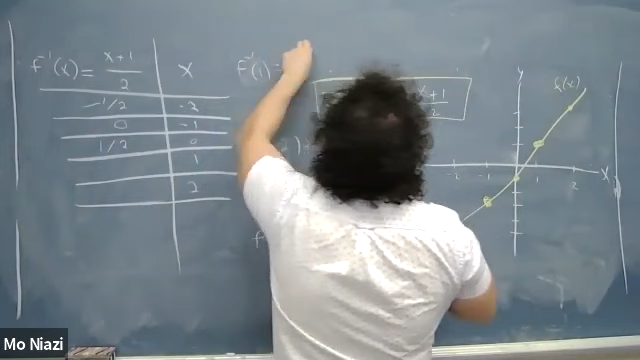 f⁻¹(x) = x+1/2 | x
-1/2 | -2
0 | -1
1/2 | 0
1
2
f⁻¹(1) =
x+1
2
y
f(x)
-2 -1 1 2 x
Mo Niazi